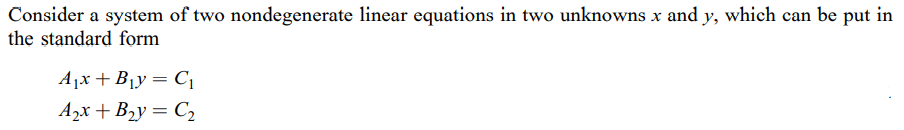 Consider a system of two nondegenerate linear equations in two unknowns x and y, which can be put in
the standard form
A₁x + B₁y = C₁
A₂x + B₂y = C₂